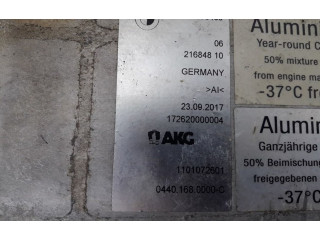 06
216848 10
GERMANY
>Al<
23.09.2017
172620000004
AKG
1101072601
0440.168.0000-C
Alumin
Year-round C
50% mixture
from engine ma
-37°C fr
Alumin
Ganzjährige
50% Beimischung
freigegebenen
-37°